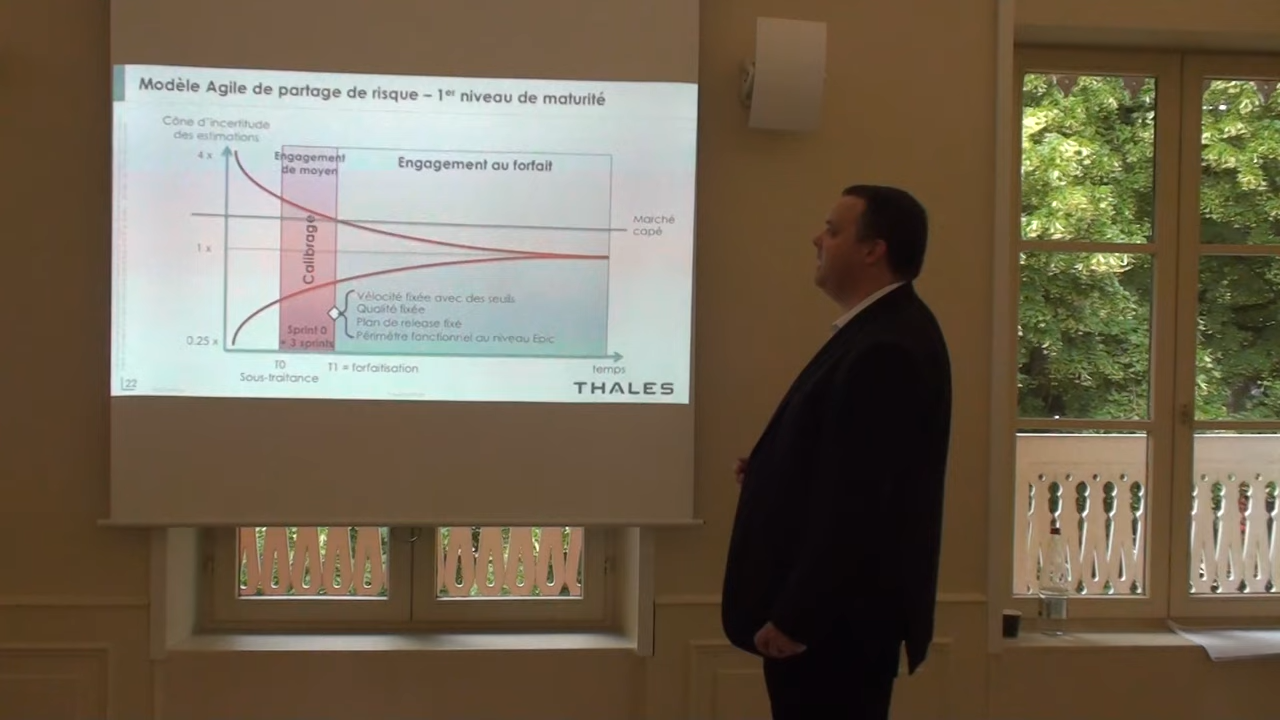 Modèle Agile de partage de risque – 1er niveau de maturité
Cône d'incertitude
des estimations
4 x
Engagement
de moyen
Engagement au forfait
Marché
capé
1 x
Calibrage
Vélocité fixée avec des seuils
Qualité fixée
Plan de release fixé
Périmètre fonctionnel au niveau Epic
Sprint 0
+ 3 sprints
0.25 x
T0
Sous-traitance
T1 = forfaitisation
temps
22
THALES